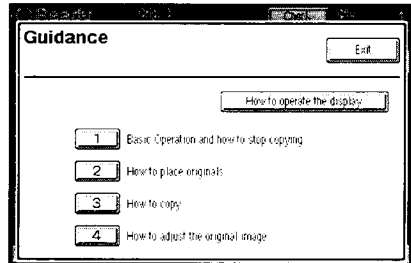 Ready
Guidance
Exit
How to operate the display
1 Basic Operation and how to stop copying
2 How to place originals
3 How to copy
4 How to adjust the original image